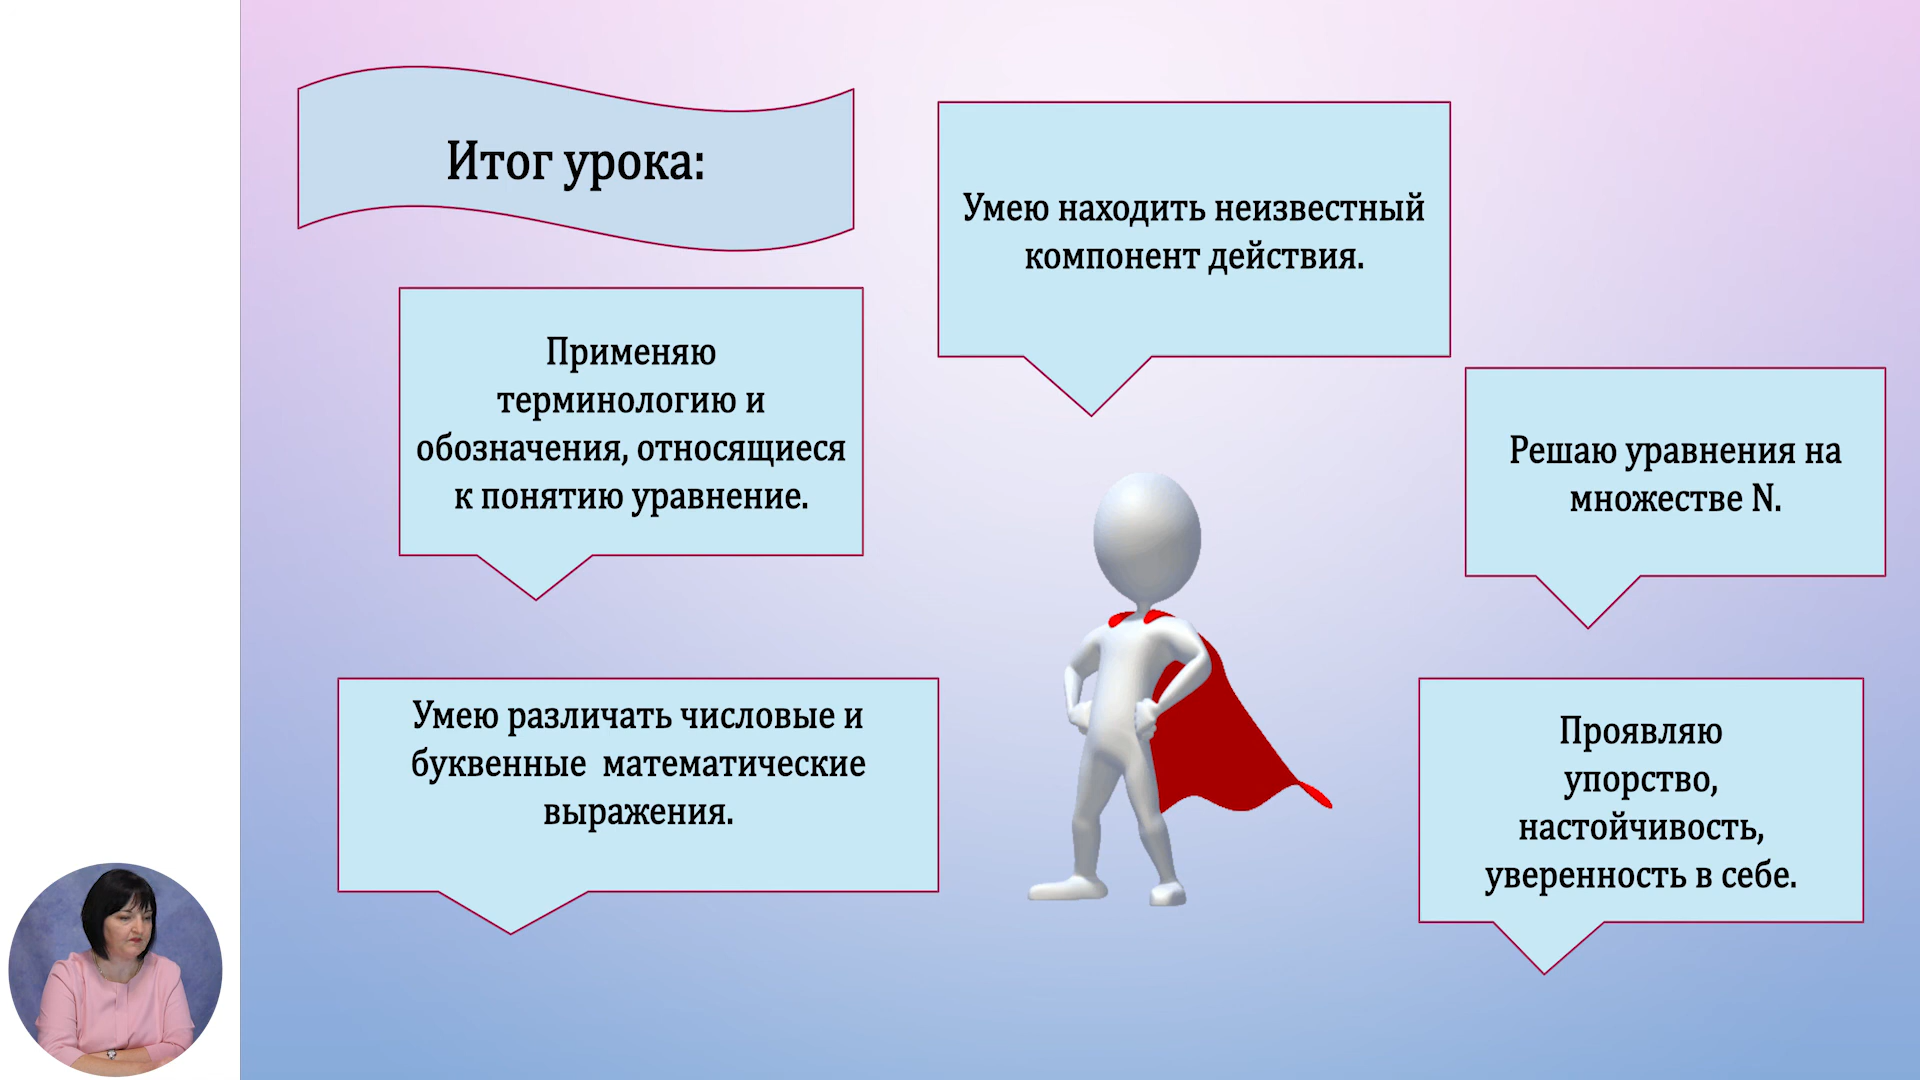 Итог урока:
Умею находить неизвестный
компонент действия.
Применяю
терминологию и
обозначения, относящиеся
к понятию уравнение.
Решаю уравнения на
множестве N.
Умею различать числовые и
буквенные  математические
выражения.
Проявляю
упорство,
настойчивость,
уверенность в себе.